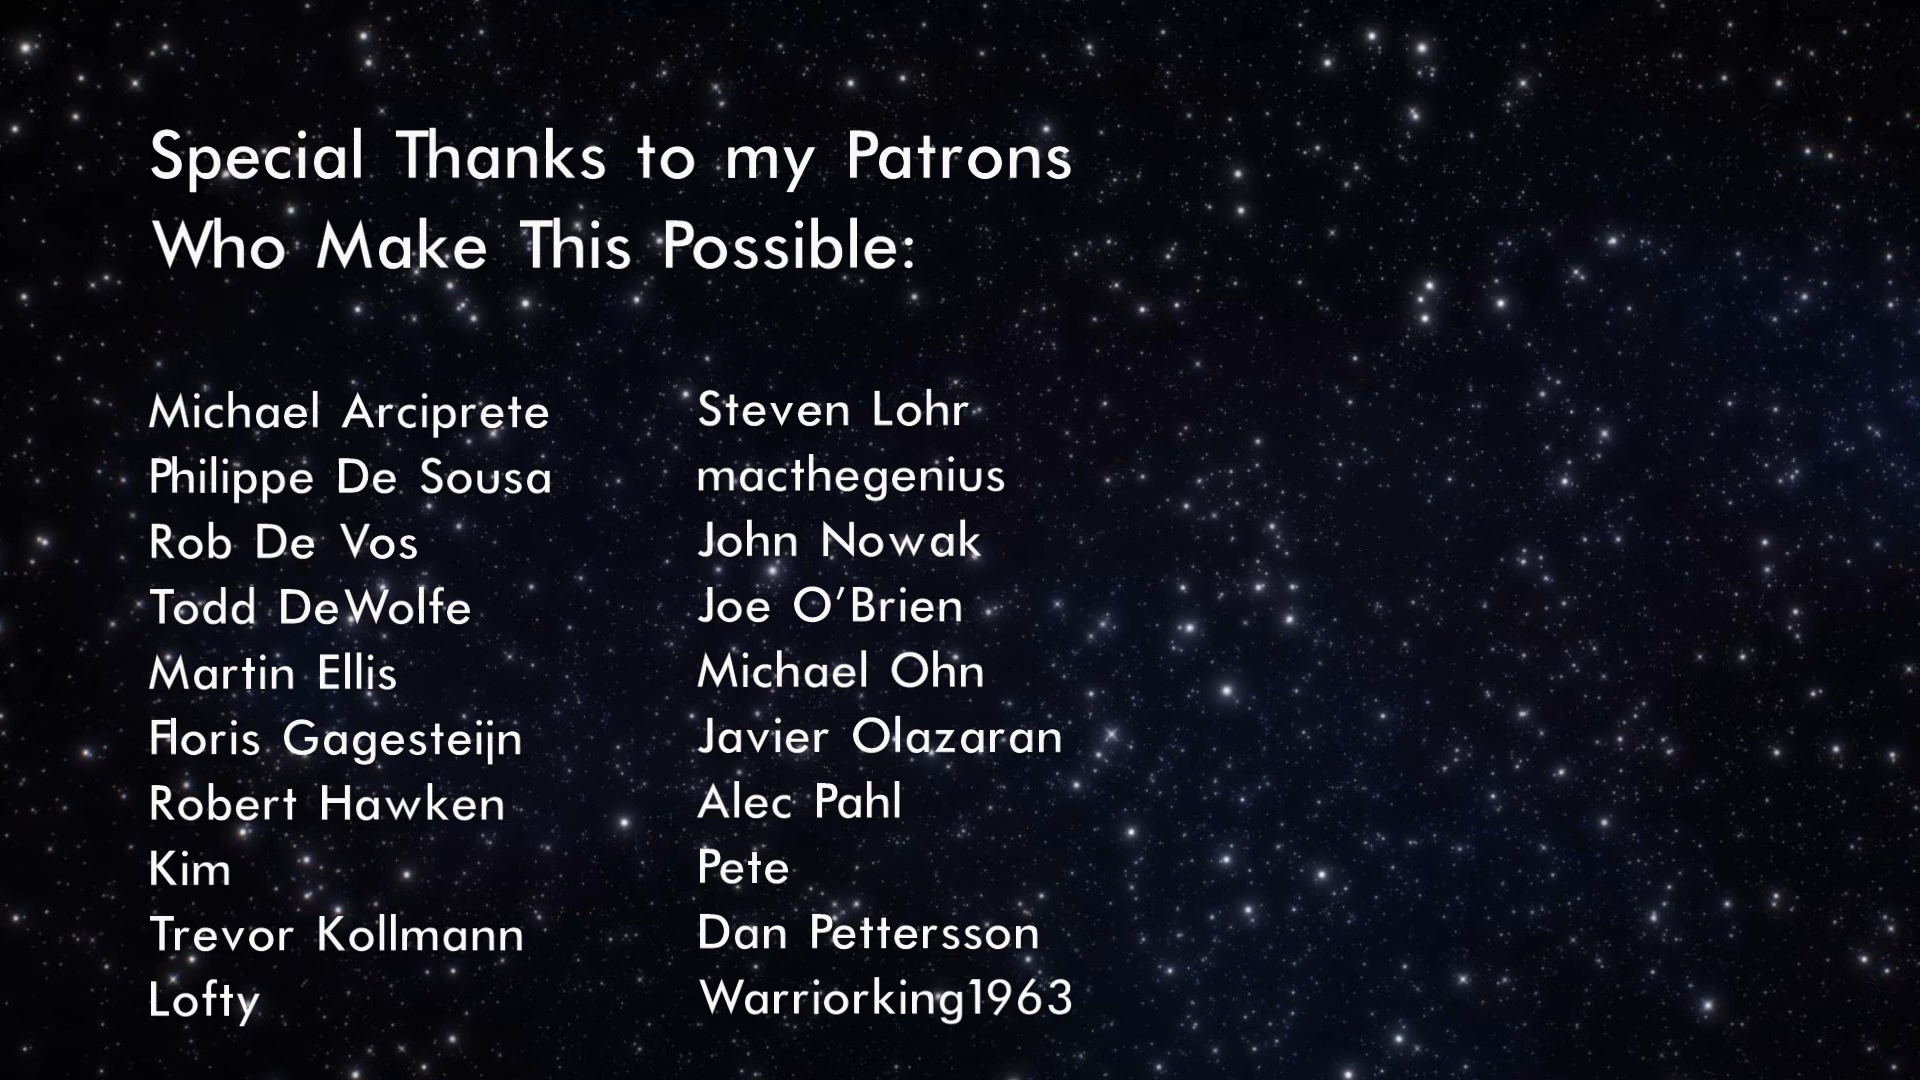 Special Thanks to my Patrons
Who Make This Possible:
Michael Arciprete
Philippe De Sousa
Rob De Vos
Todd DeWolfe
Martin Ellis
Floris Gagesteijn
Robert Hawken
Kim
Trevor Kollmann
Lofty
Steven Lohr
macthegenius
John Nowak
Joe O’Brien
Michael Ohn
Javier Olazaran
Alec Pahl
Pete
Dan Pettersson
Warriorking1963